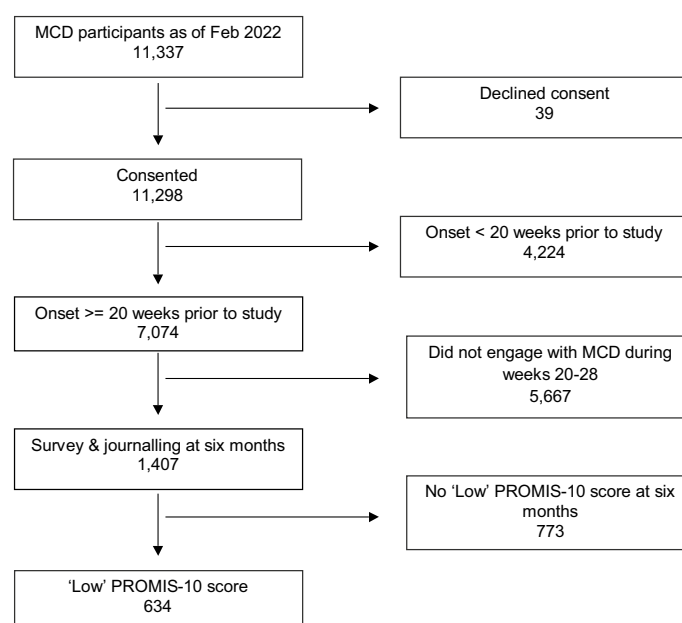 MCD participants as of Feb 2022
11,337
Declined consent
39
Consented
11,298
Onset < 20 weeks prior to study
4,224
Onset >= 20 weeks prior to study
7,074
Did not engage with MCD during
weeks 20-28
5,667
Survey & journalling at six months
1,407
No ‘Low’ PROMIS-10 score at six
months
773
‘Low’ PROMIS-10 score
634